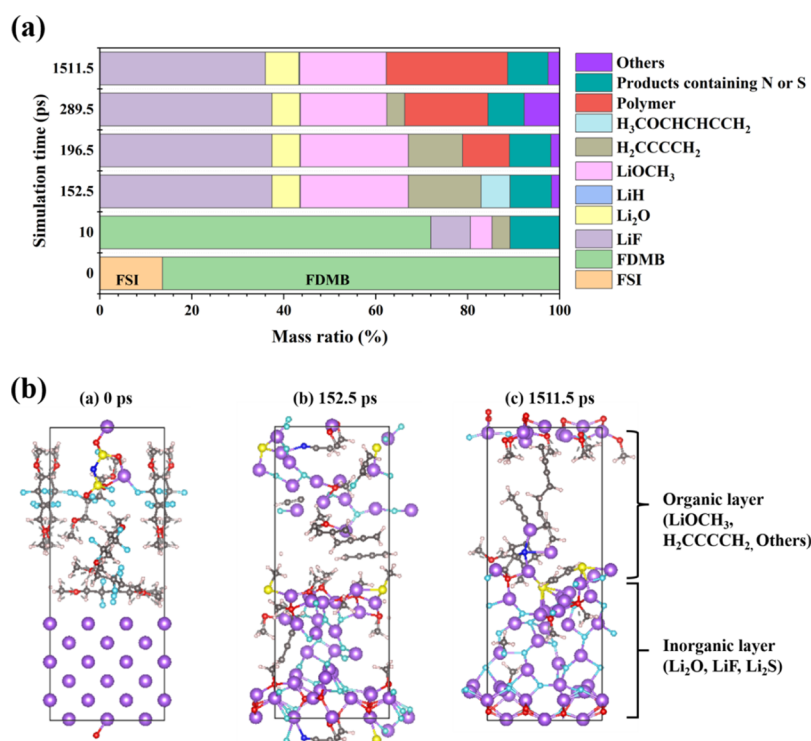 (a)
Simulation time (ps)
1511.5
289.5
196.5
152.5
10
0
FSI
FDMB
0
20
40
60
80
100
Mass ratio (%)
Others
Products containing N or S
Polymer
H₃COCHCHCCH₂
H₂CCCCH₂
LiOCH₃
LiH
Li₂O
LiF
FDMB
FSI
(b)
(a) 0 ps
(b) 152.5 ps
(c) 1511.5 ps
Organic layer
(LiOCH₃,
H₂CCCCH₂, Others)
Inorganic layer
(Li₂O, LiF, Li₂S)